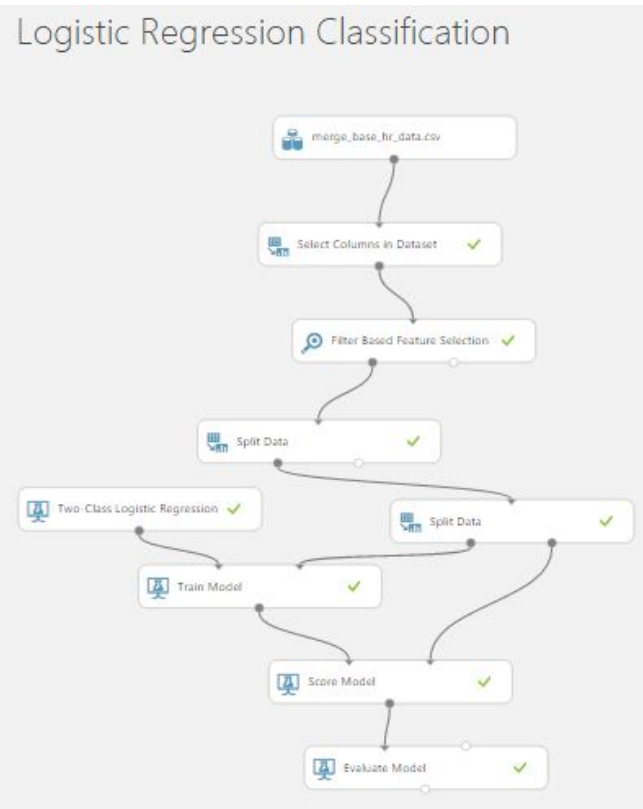 Logistic Regression Classification
merge_base_hr_data.csv
Select Columns in Dataset
Filter Based Feature Selection
Split Data
Two-Class Logistic Regression
Split Data
Train Model
Score Model
Evaluate Model